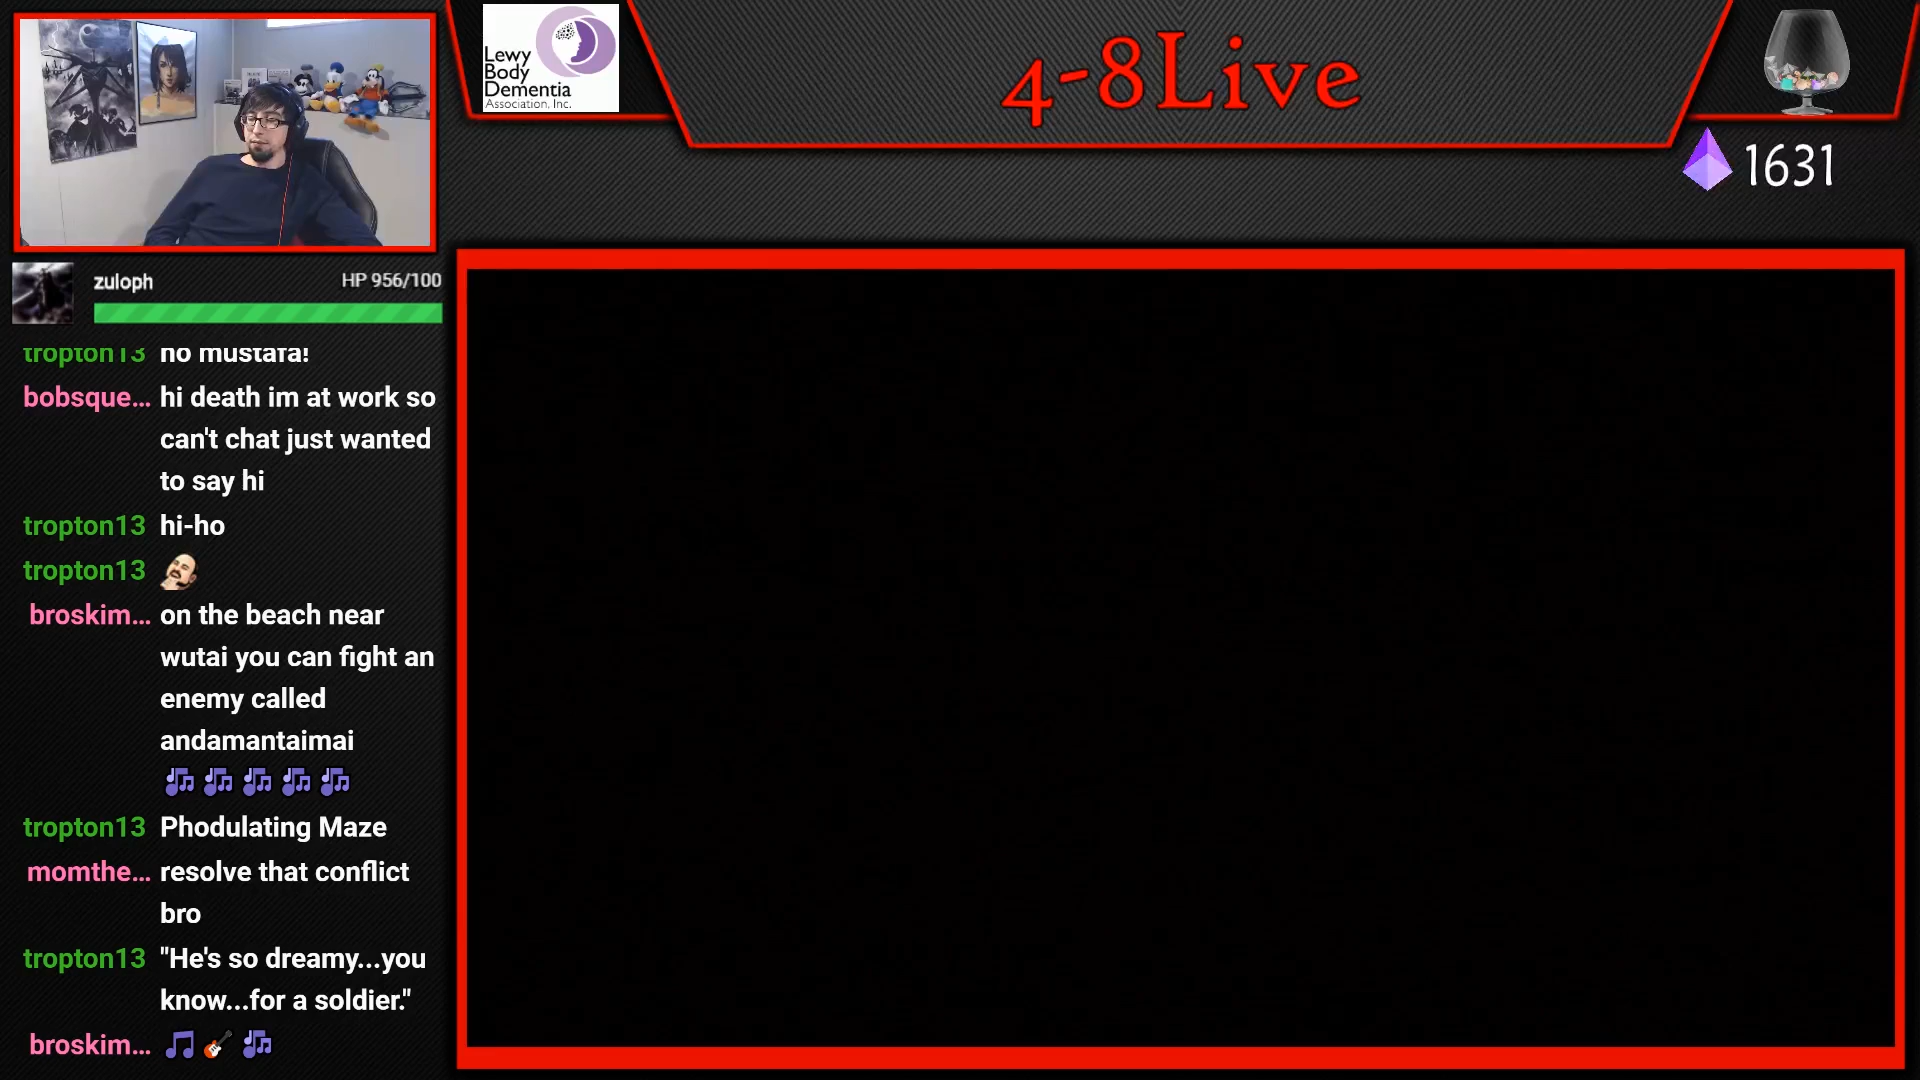 Lewy
Body
Dementia
Association, Inc.
4-8Live
1631
zuloph HP 956/100
tropton13 no mustafa!
bobsque... hi death im at work so
can't chat just wanted
to say hi
tropton13 hi-ho
tropton13
broskim... on the beach near
wutai you can fight an
enemy called
andamantaimai
tropton13 Phodulating Maze
momthe... resolve that conflict
bro
tropton13 "He's so dreamy...you
know...for a soldier."
broskim...